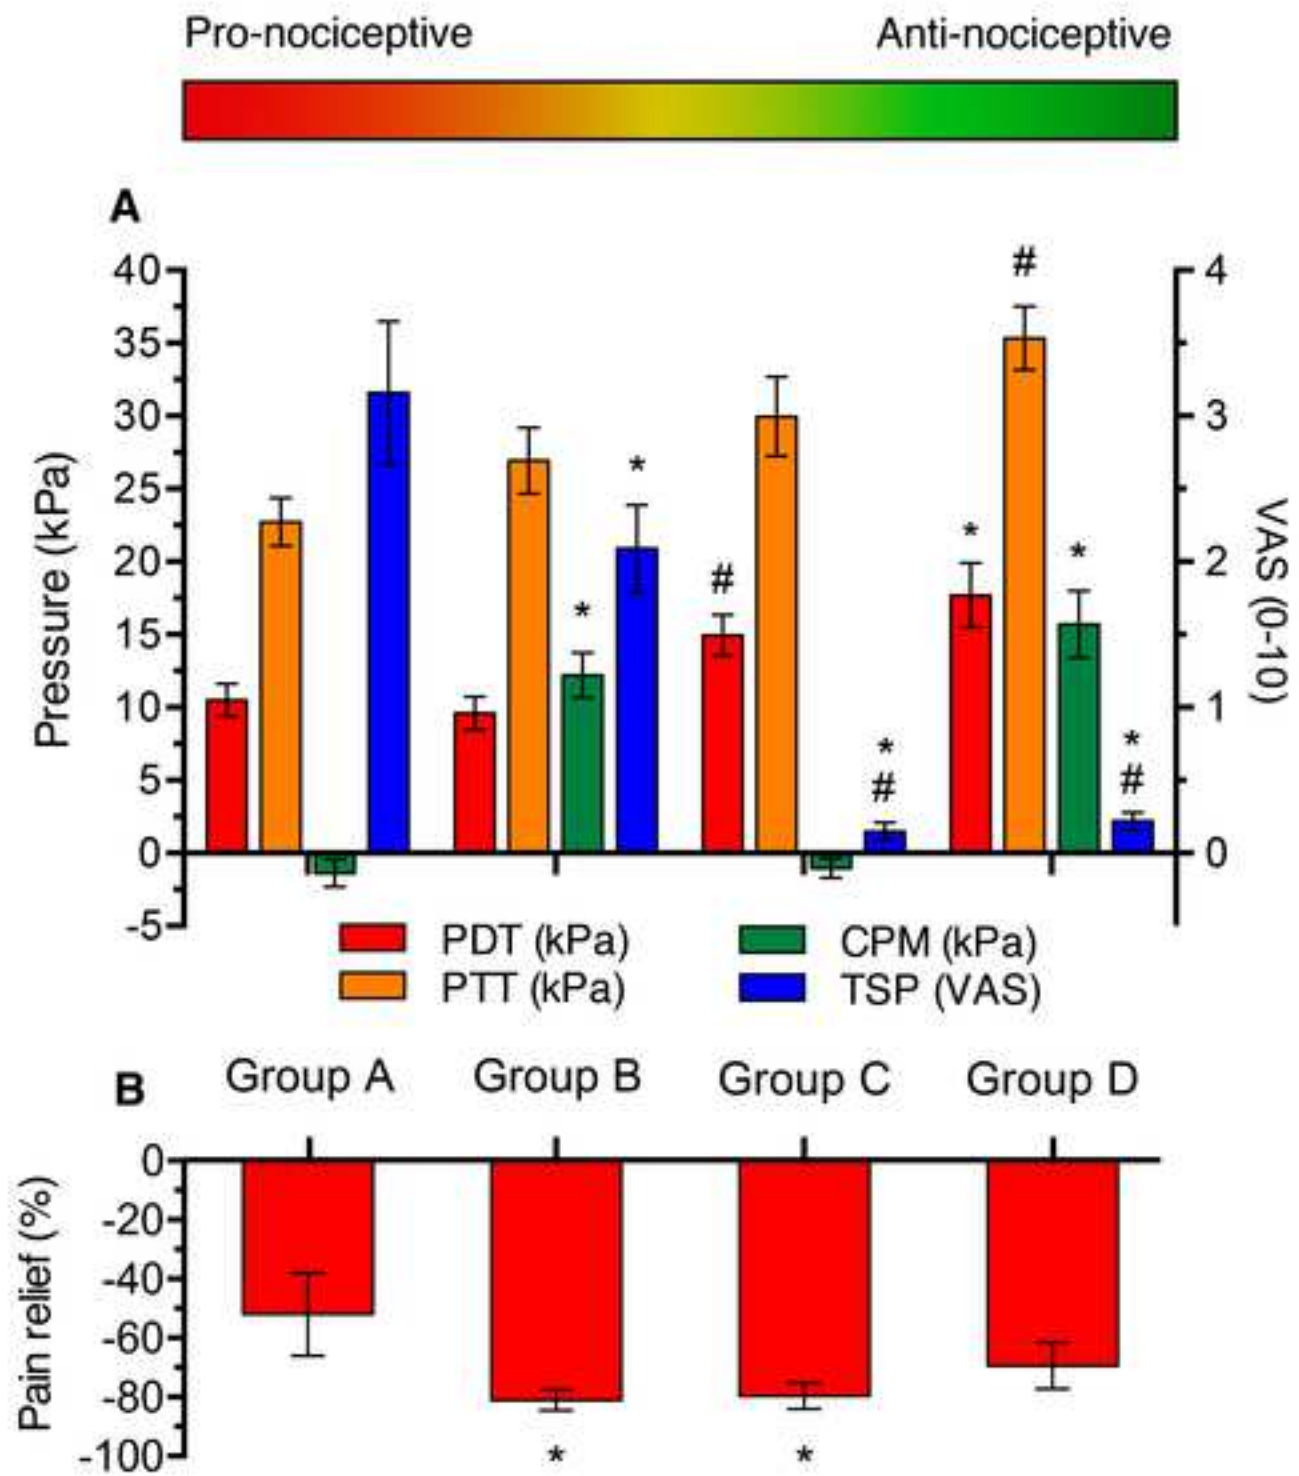 Pro-nociceptive Anti-nociceptive
A
40
35
30
25
20
15
10
5
0
-5
Pressure (kPa)
4
3
2
1
0
VAS (0-10)
* * # * #
* # * # * * #
PDT (kPa) CPM (kPa)
PTT (kPa) TSP (VAS)
B
Group A Group B Group C Group D
0
-20
-40
-60
-80
-100
Pain relief (%)
* *